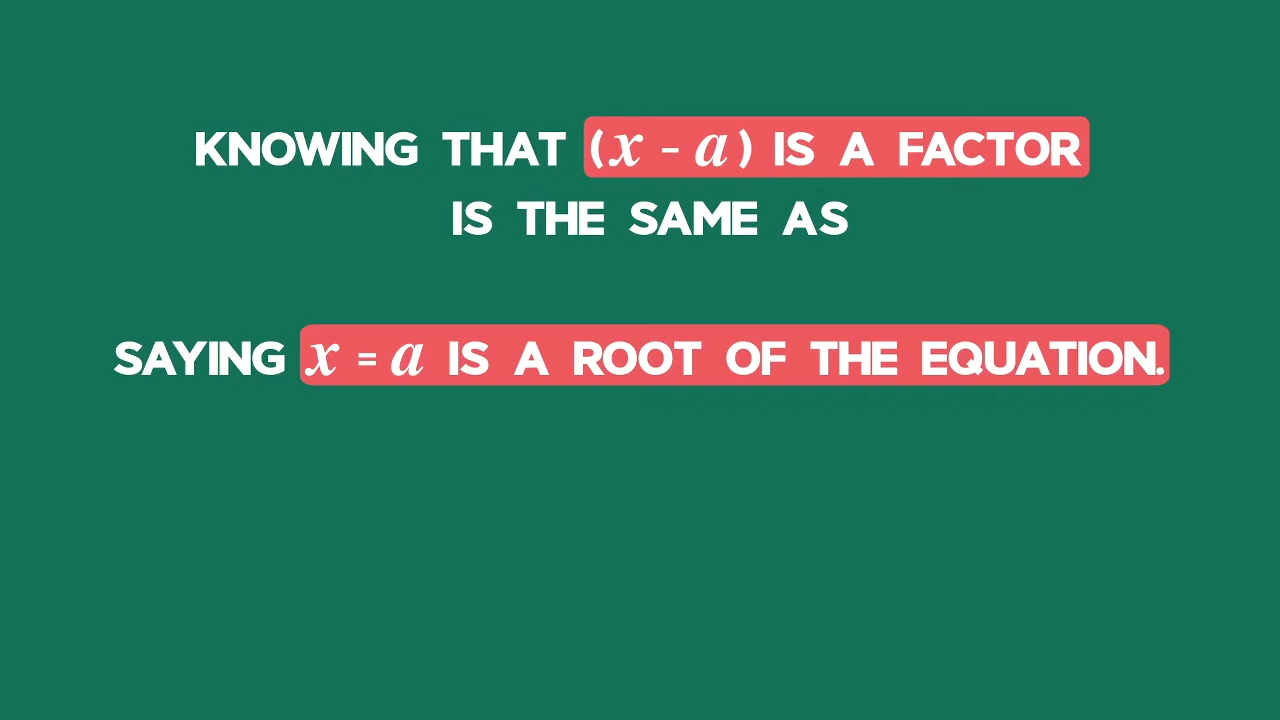 KNOWING THAT (x - a) IS A FACTOR
IS THE SAME AS
SAYING x = a IS A ROOT OF THE EQUATION.